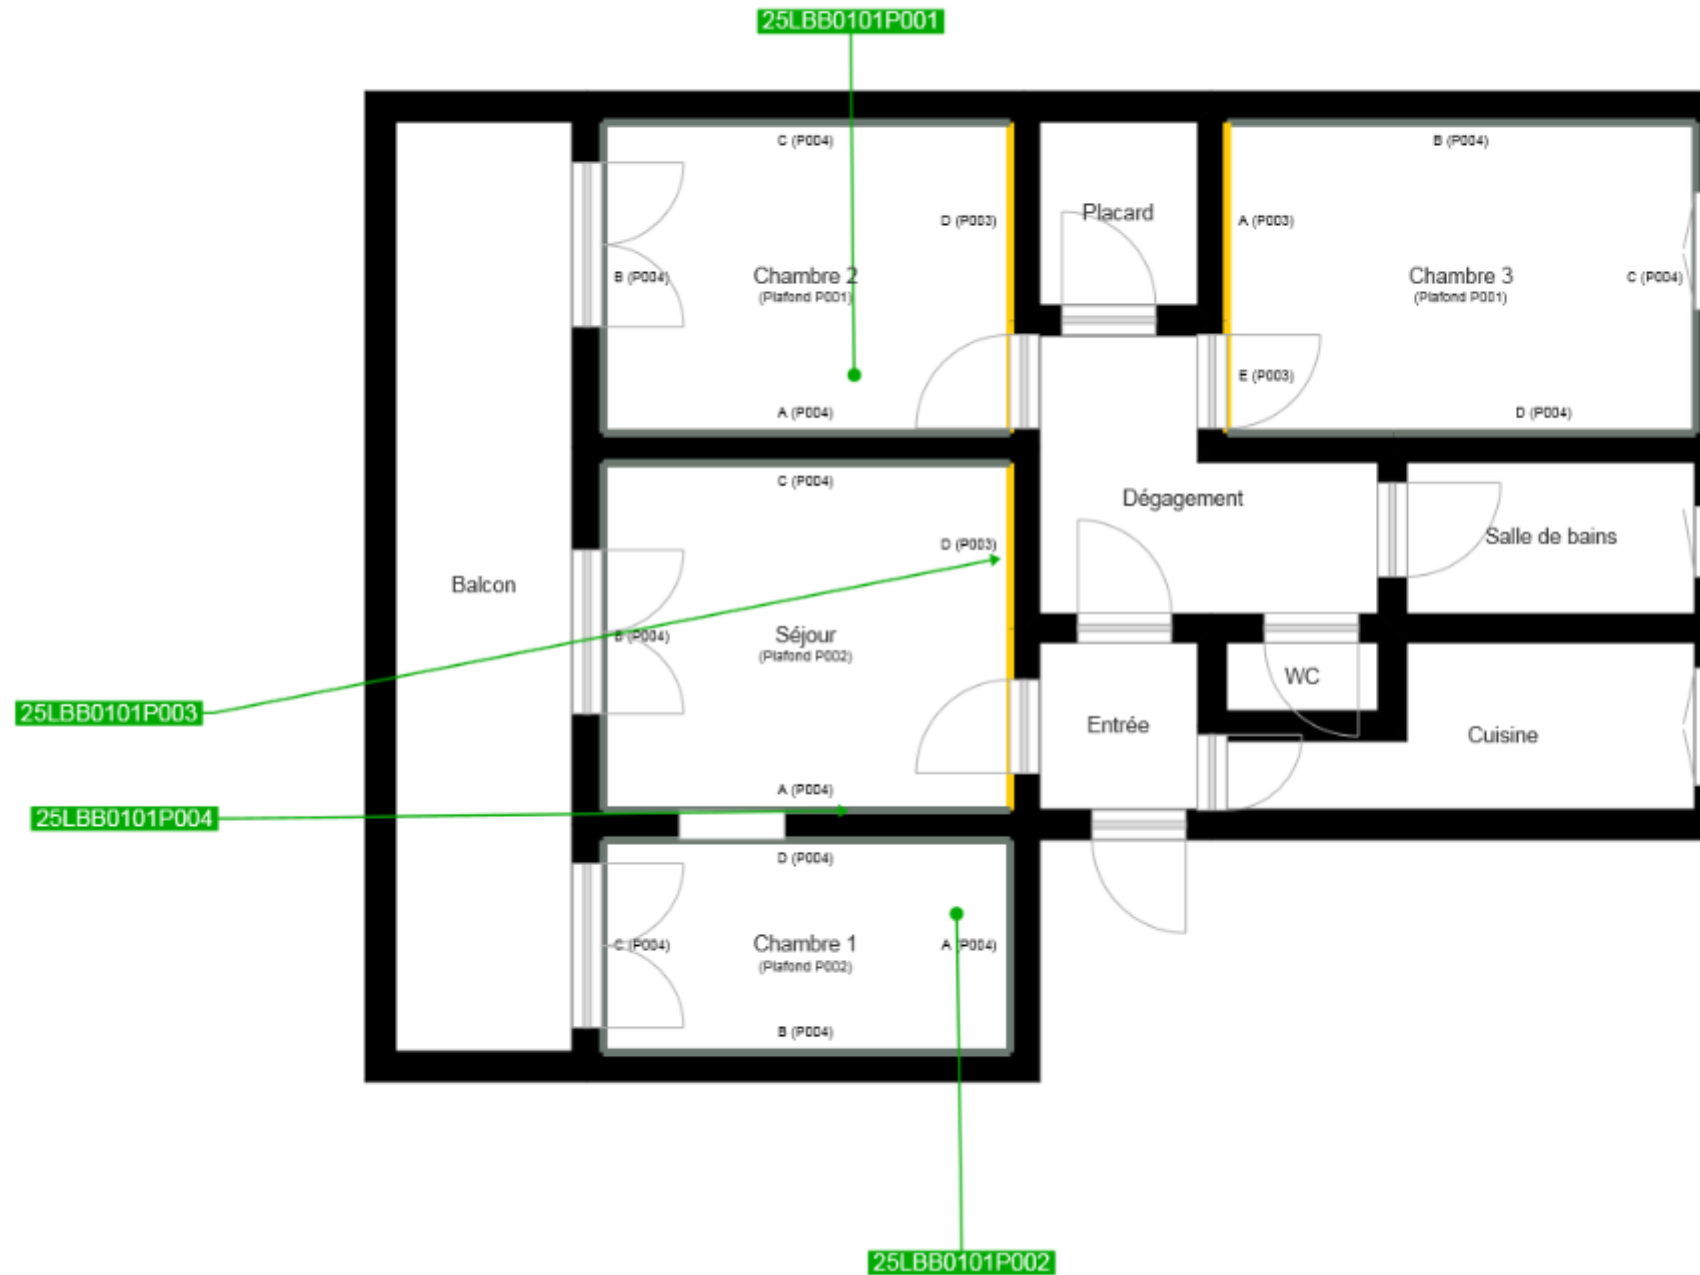 25LBB0101P001
C (P004)
B (P004)
D (P003)
Placard
A (P003)
Chambre 2
(Plafond P001)
B (P004)
Chambre 3
(Plafond P001)
C (P004)
E (P003)
A (P004)
D (P004)
C (P004)
Dégagement
D (P003)
Salle de bains
Balcon
B (P004)
Séjour
(Plafond P002)
WC
25LBB0101P003
Entrée
Cuisine
A (P004)
25LBB0101P004
D (P004)
C (P004)
Chambre 1
(Plafond P002)
A (P004)
B (P004)
25LBB0101P002